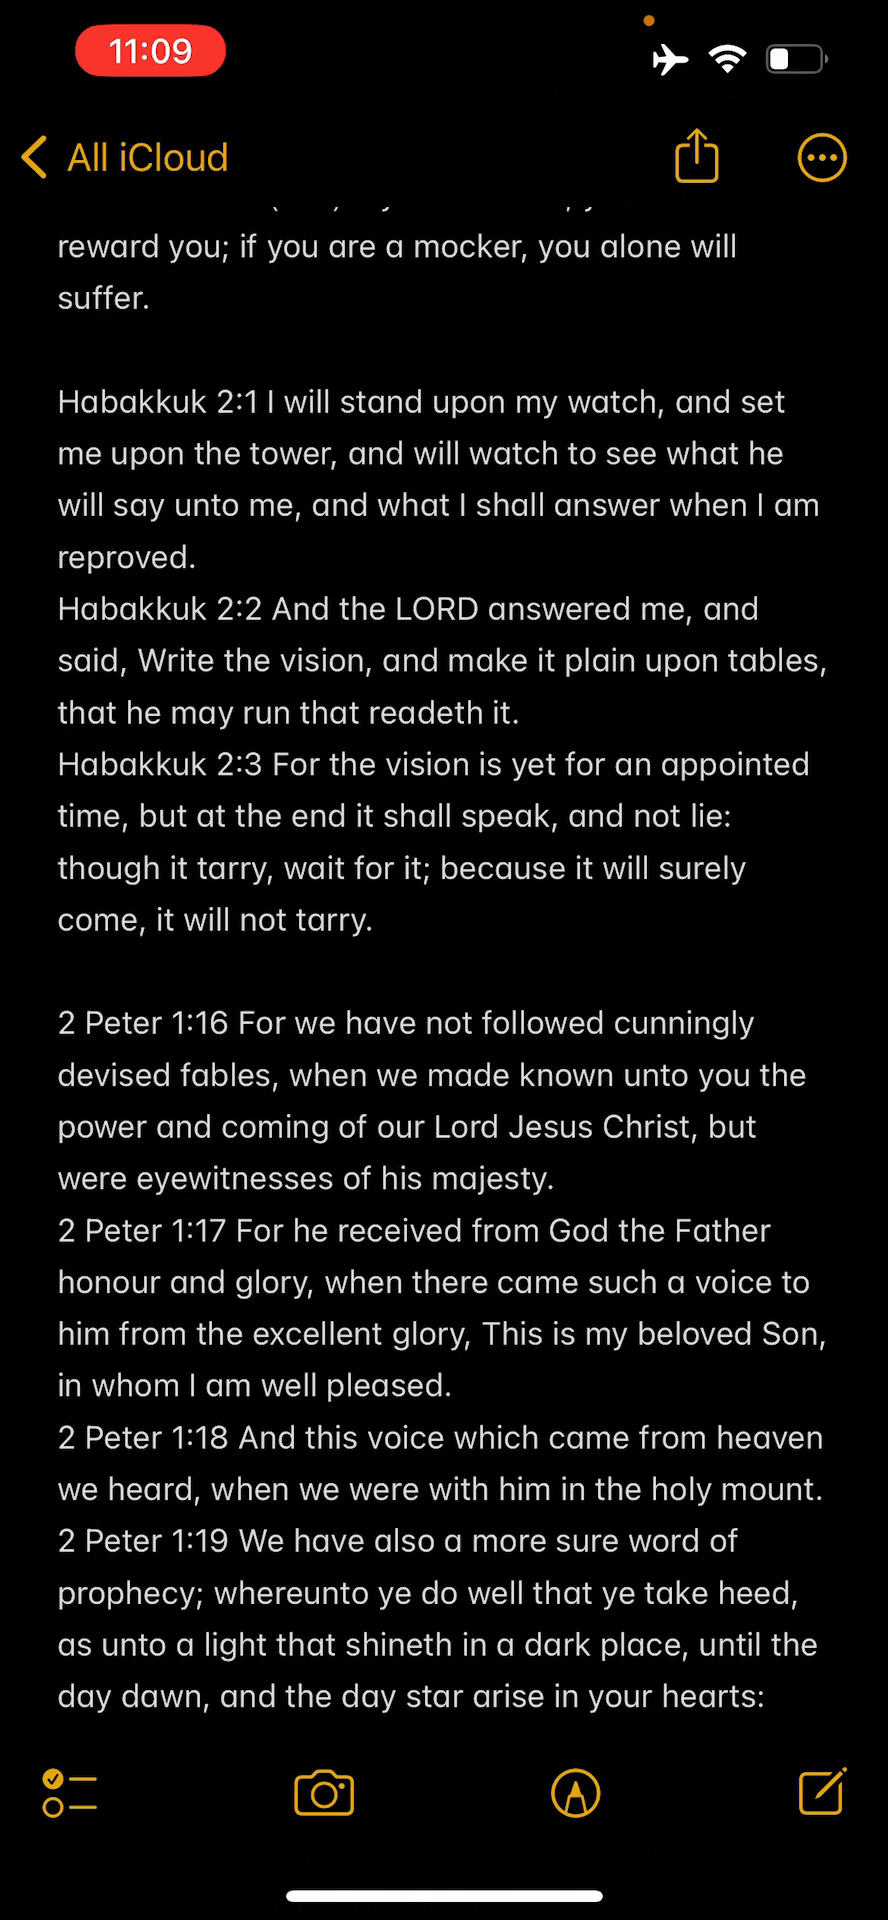 11:09
All iCloud
reward you; if you are a mocker, you alone will
suffer.
Habakkuk 2:1 I will stand upon my watch, and set
me upon the tower, and will watch to see what he
will say unto me, and what I shall answer when I am
reproved.
Habakkuk 2:2 And the LORD answered me, and
said, Write the vision, and make it plain upon tables,
that he may run that readeth it.
Habakkuk 2:3 For the vision is yet for an appointed
time, but at the end it shall speak, and not lie:
though it tarry, wait for it; because it will surely
come, it will not tarry.
2 Peter 1:16 For we have not followed cunningly
devised fables, when we made known unto you the
power and coming of our Lord Jesus Christ, but
were eyewitnesses of his majesty.
2 Peter 1:17 For he received from God the Father
honour and glory, when there came such a voice to
him from the excellent glory, This is my beloved Son,
in whom I am well pleased.
2 Peter 1:18 And this voice which came from heaven
we heard, when we were with him in the holy mount.
2 Peter 1:19 We have also a more sure word of
prophecy; whereunto ye do well that ye take heed,
as unto a light that shineth in a dark place, until the
day dawn, and the day star arise in your hearts: